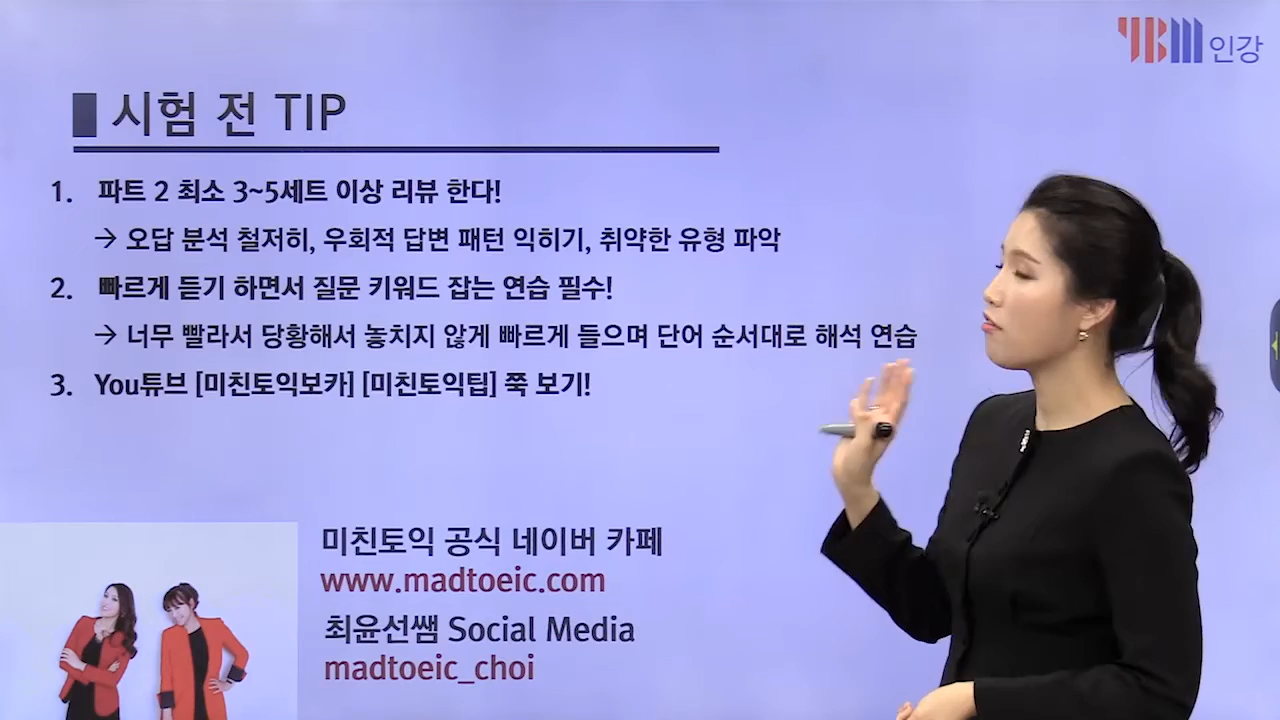 YBM 인강
시험 전 TIP
1. 파트 2 최소 3~5세트 이상 리뷰 한다!
→ 오답 분석 철저히, 우회적 답변 패턴 익히기, 취약한 유형 파악
2. 빠르게 듣기 하면서 질문 키워드 잡는 연습 필수!
→ 너무 빨라서 당황해서 놓치지 않게 빠르게 들으며 단어 순서대로 해석 연습
3. You튜브 [미친토익보카] [미친토익팁] 쭉 보기!
미친토익 공식 네이버 카페
www.madtoeic.com
최윤선쌤 Social Media
madtoeic_choi